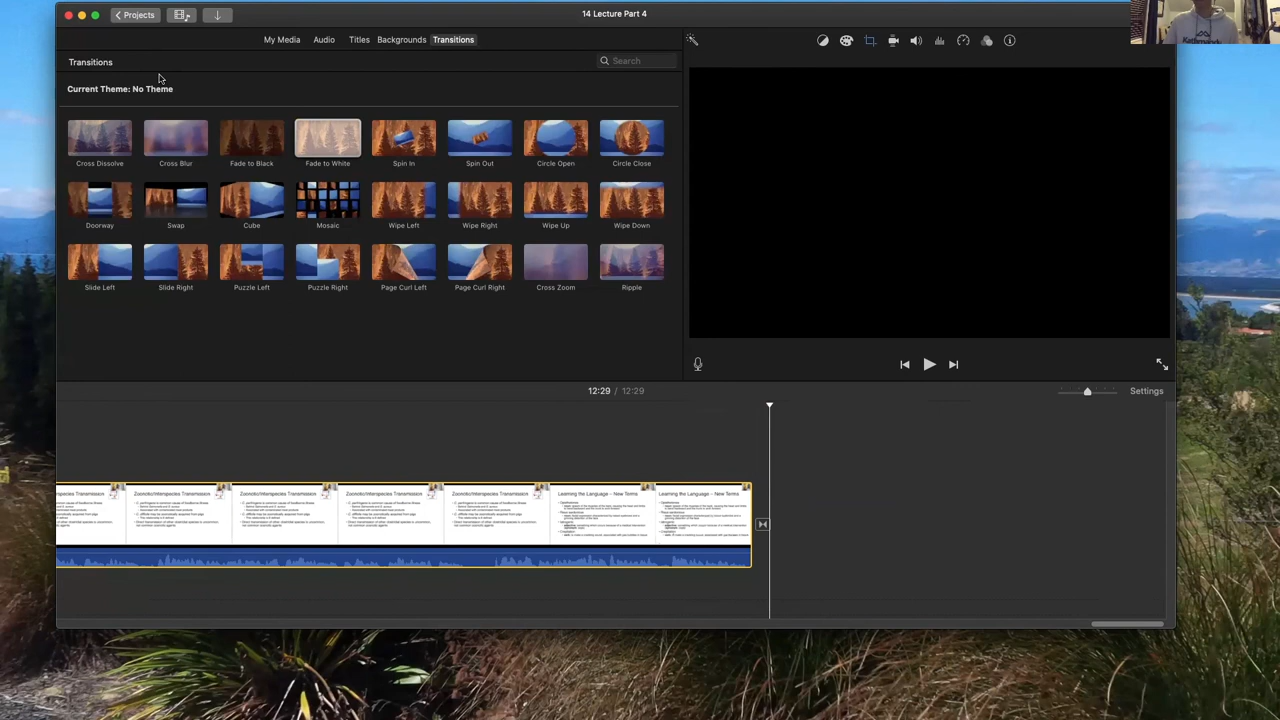 Projects
14 Lecture Part 4
My Media Audio Titles Backgrounds Transitions
Transitions
Search
Current Theme: No Theme
Cross Dissolve Cross Blur Fade to Black Fade to White Spin In Spin Out Circle Open Circle Close
Doorway Swap Cube Mosaic Wipe Left Wipe Right Wipe Up Wipe Down
Slide Left Slide Right Puzzle Left Puzzle Right Page Curl Left Page Curl Right Cross Zoom Ripple
12:29 / 12:29
Settings
Zoonotic/Interspecies Transmission Zoonotic/Interspecies Transmission Zoonotic/Interspecies Transmission Zoonotic/Interspecies Transmission Learning the Language – New Terms Learning the Language – New Terms